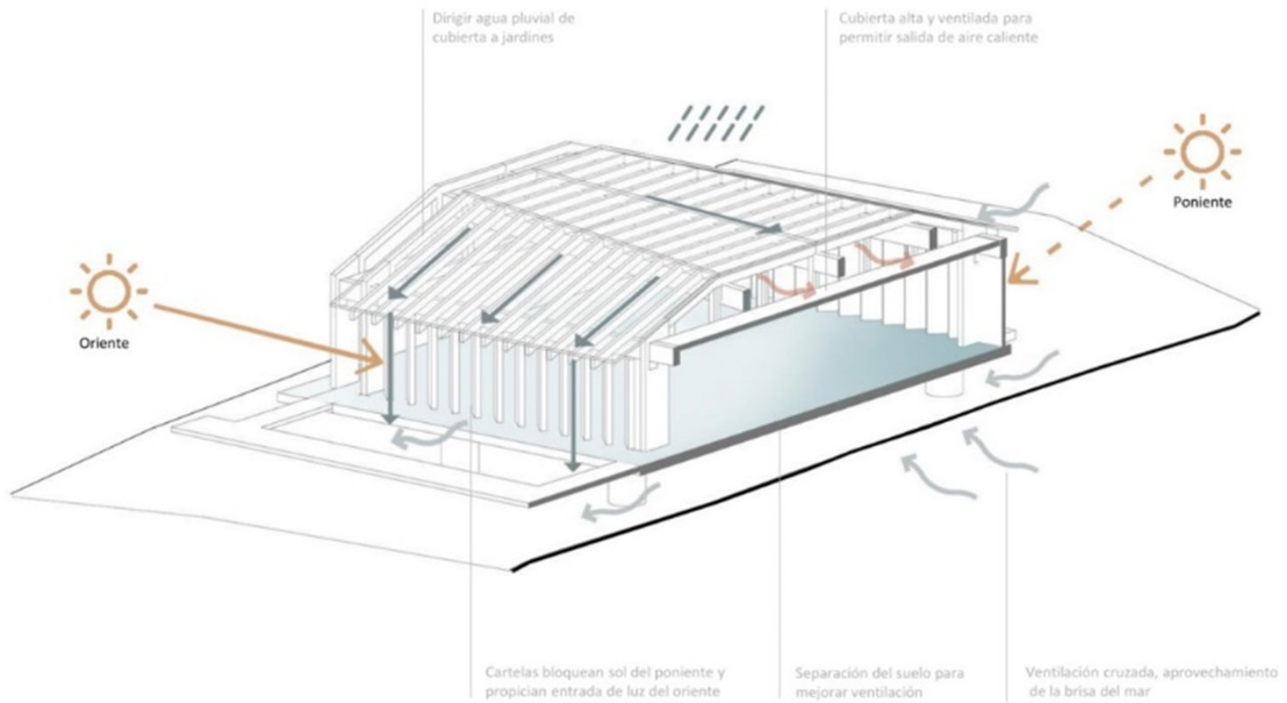 Dirigir agua pluvial de
cubierta a jardines
Cubierta alta y ventilada para
permitir salida de aire caliente
Poniente
Oriente
Cartelas bloquean sol del poniente y
propician entrada de luz del oriente
Separación del suelo para
mejorar ventilación
Ventilación cruzada, aprovechamiento
de la brisa del mar